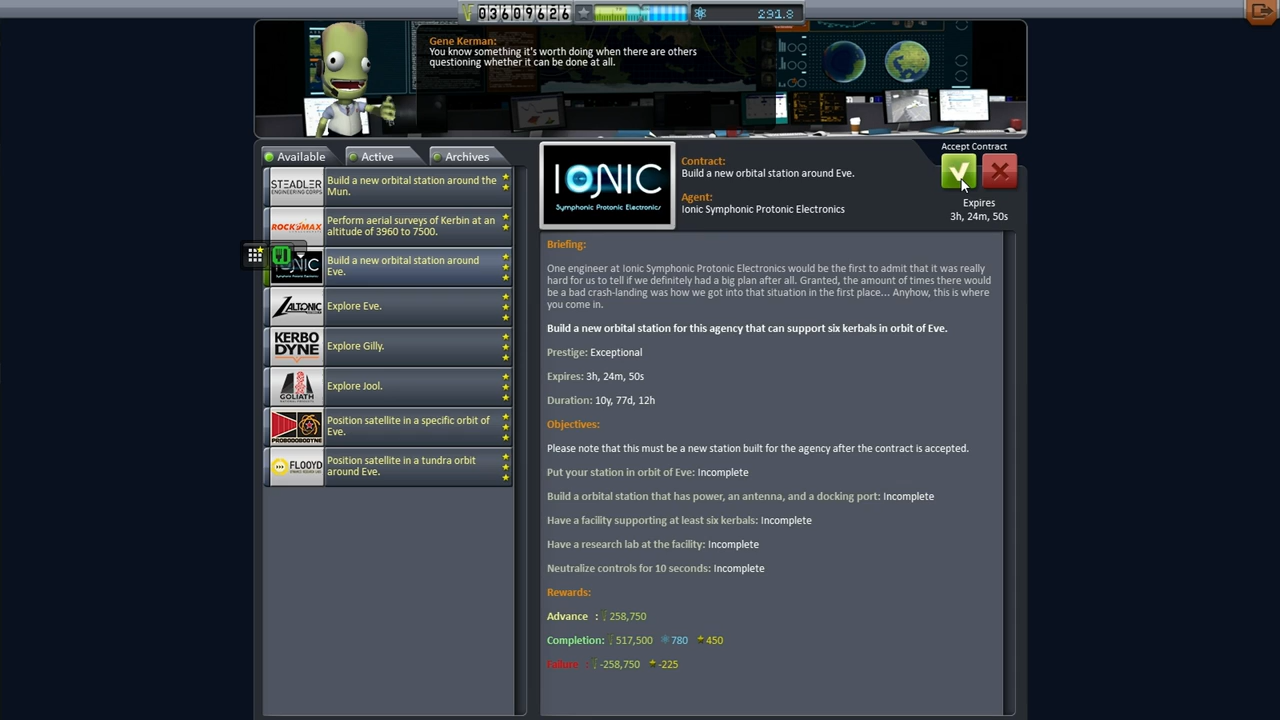 03609626
291.8
Gene Kerman:
You know something it's worth doing when there are others
questioning whether it can be done at all.
Available
Active
Archives
STEADLER
ENGINEERING CORPS
Build a new orbital station around the
Mun.
ROCKOMAX
Perform aerial surveys of Kerbin at an
altitude of 3960 to 7500.
IONIC
Build a new orbital station around
Eve.
ZALTONIC
Explore Eve.
KERBO
DYNE
Explore Gilly.
GOLIATH
Explore Jool.
PROBODOBODYNE
Position satellite in a specific orbit of
Eve.
FLOOYD
Position satellite in a tundra orbit
around Eve.
IONIC
Symphonic Protonic Electronics
Contract:
Build a new orbital station around Eve.
Agent:
Ionic Symphonic Protonic Electronics
Accept Contract
Expires
3h, 24m, 50s
Briefing:
One engineer at Ionic Symphonic Protonic Electronics would be the first to admit that it was really
hard for us to tell if we definitely had a big plan after all. Granted, the amount of times there would
be a bad crash-landing was how we got into that situation in the first place... Anyhow, this is where
you come in.
Build a new orbital station for this agency that can support six kerbals in orbit of Eve.
Prestige: Exceptional
Expires: 3h, 24m, 50s
Duration: 10y, 77d, 12h
Objectives:
Please note that this must be a new station built for the agency after the contract is accepted.
Put your station in orbit of Eve: Incomplete
Build a orbital station that has power, an antenna, and a docking port: Incomplete
Have a facility supporting at least six kerbals: Incomplete
Have a research lab at the facility: Incomplete
Neutralize controls for 10 seconds: Incomplete
Rewards:
Advance : 258,750
Completion: 517,500 780 450
Failure : -258,750 -225